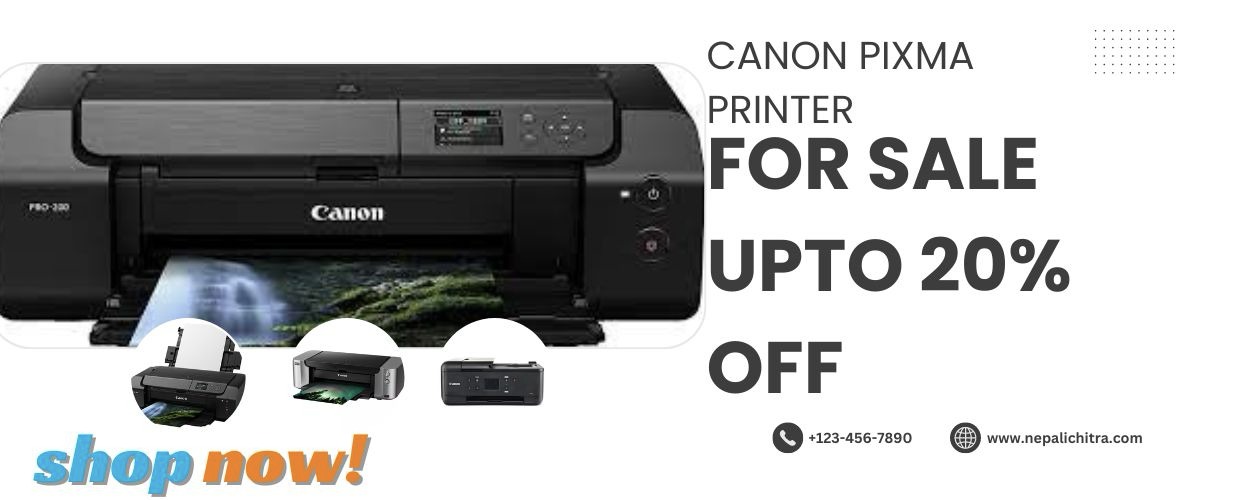 CANON PIXMA
PRINTER
FOR SALE
UPTO 20%
OFF
PRO-200
Canon
Canon
+123-456-7890
www.nepalichitra.com
shop now!